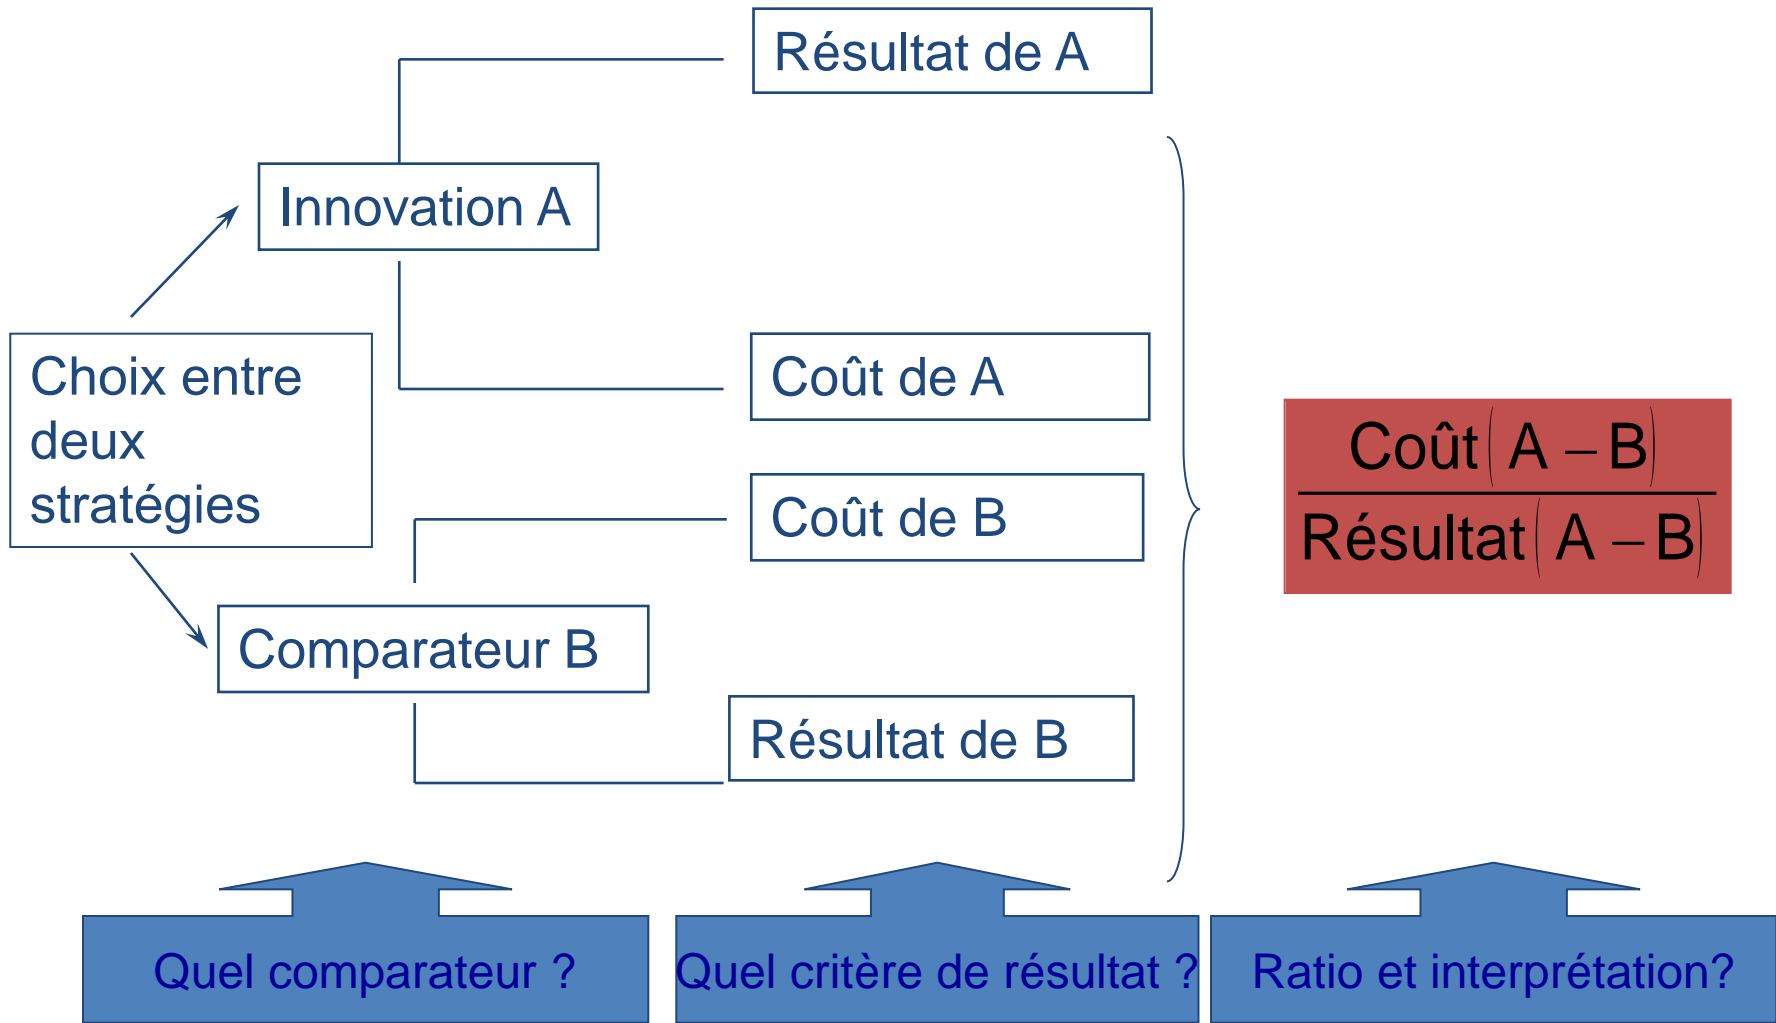 Résultat de A
Innovation A
Choix entre
deux
stratégies
Coût de A
Coût de B
Comparateur B
Résultat de B
Coût(A – B)
Résultat(A – B)
Quel comparateur ?
Quel critère de résultat ?
Ratio et interprétation?